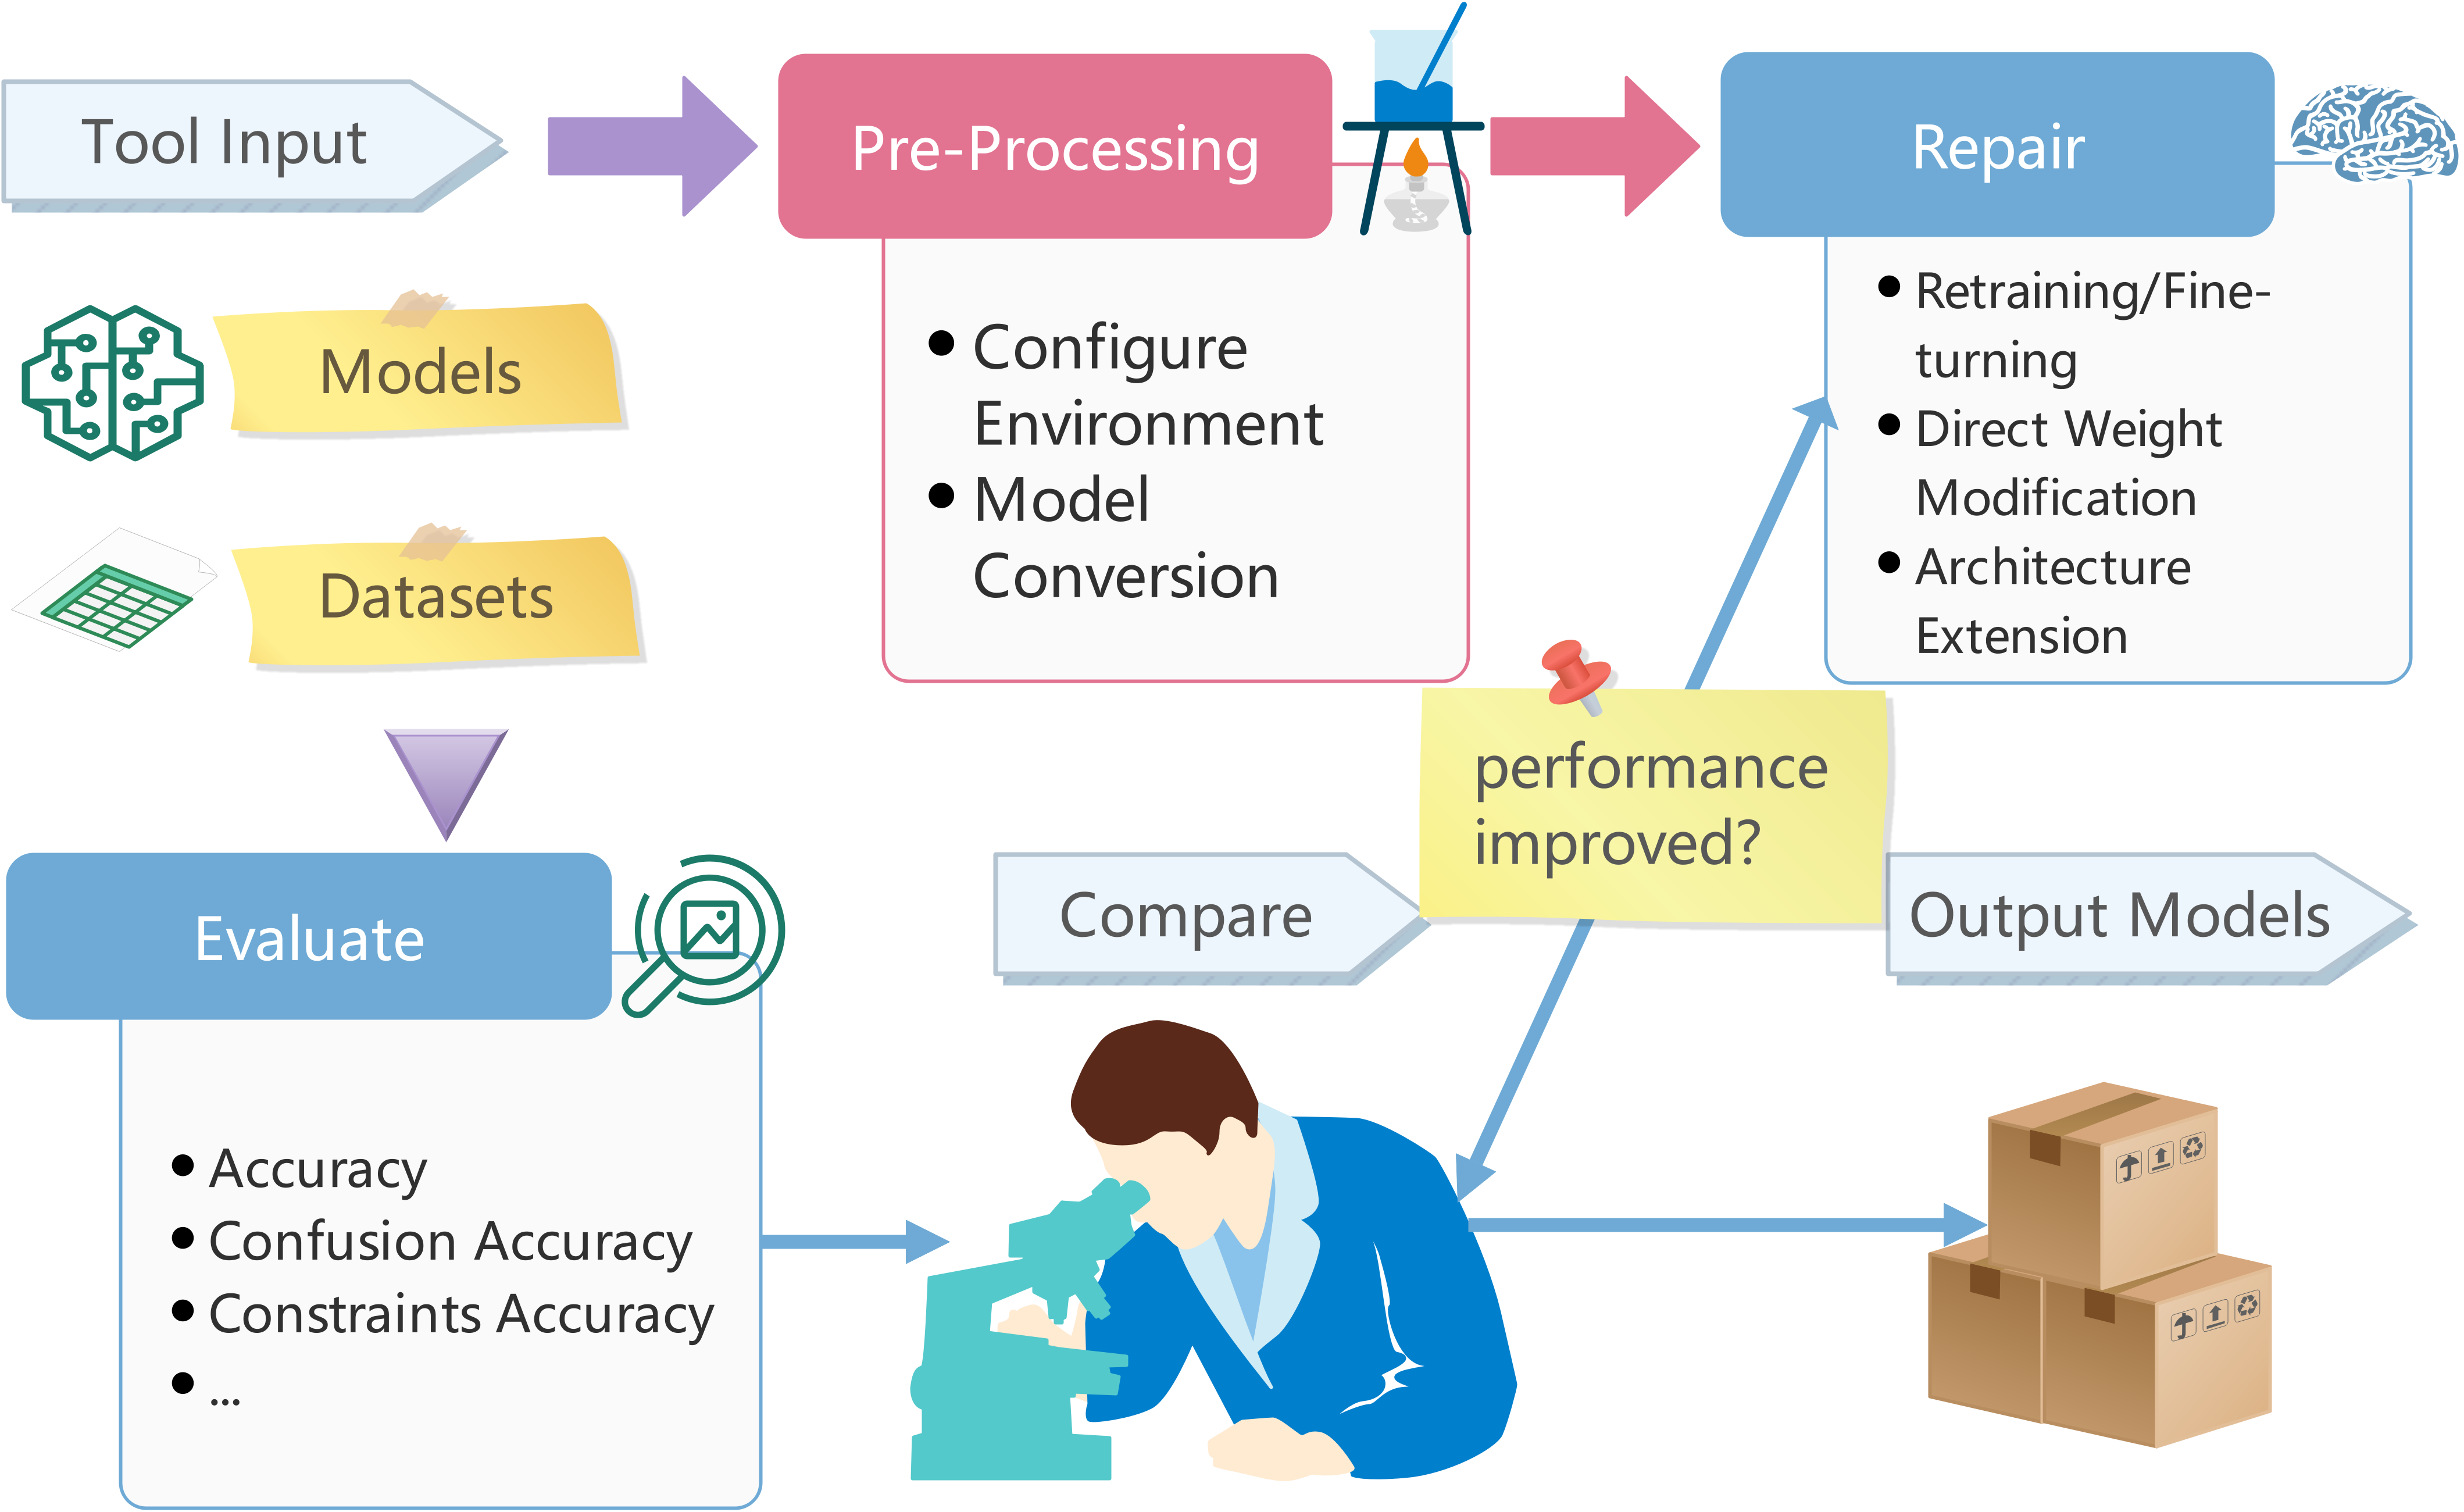 Tool Input
Models
Datasets
Pre-Processing
● Configure
Environment
● Model
Conversion
Repair
● Retraining/Fine-
turning
● Direct Weight
Modification
● Architecture
Extension
performance
improved?
Evaluate
● Accuracy
● Confusion Accuracy
● Constraints Accuracy
● ...
Compare
Output Models